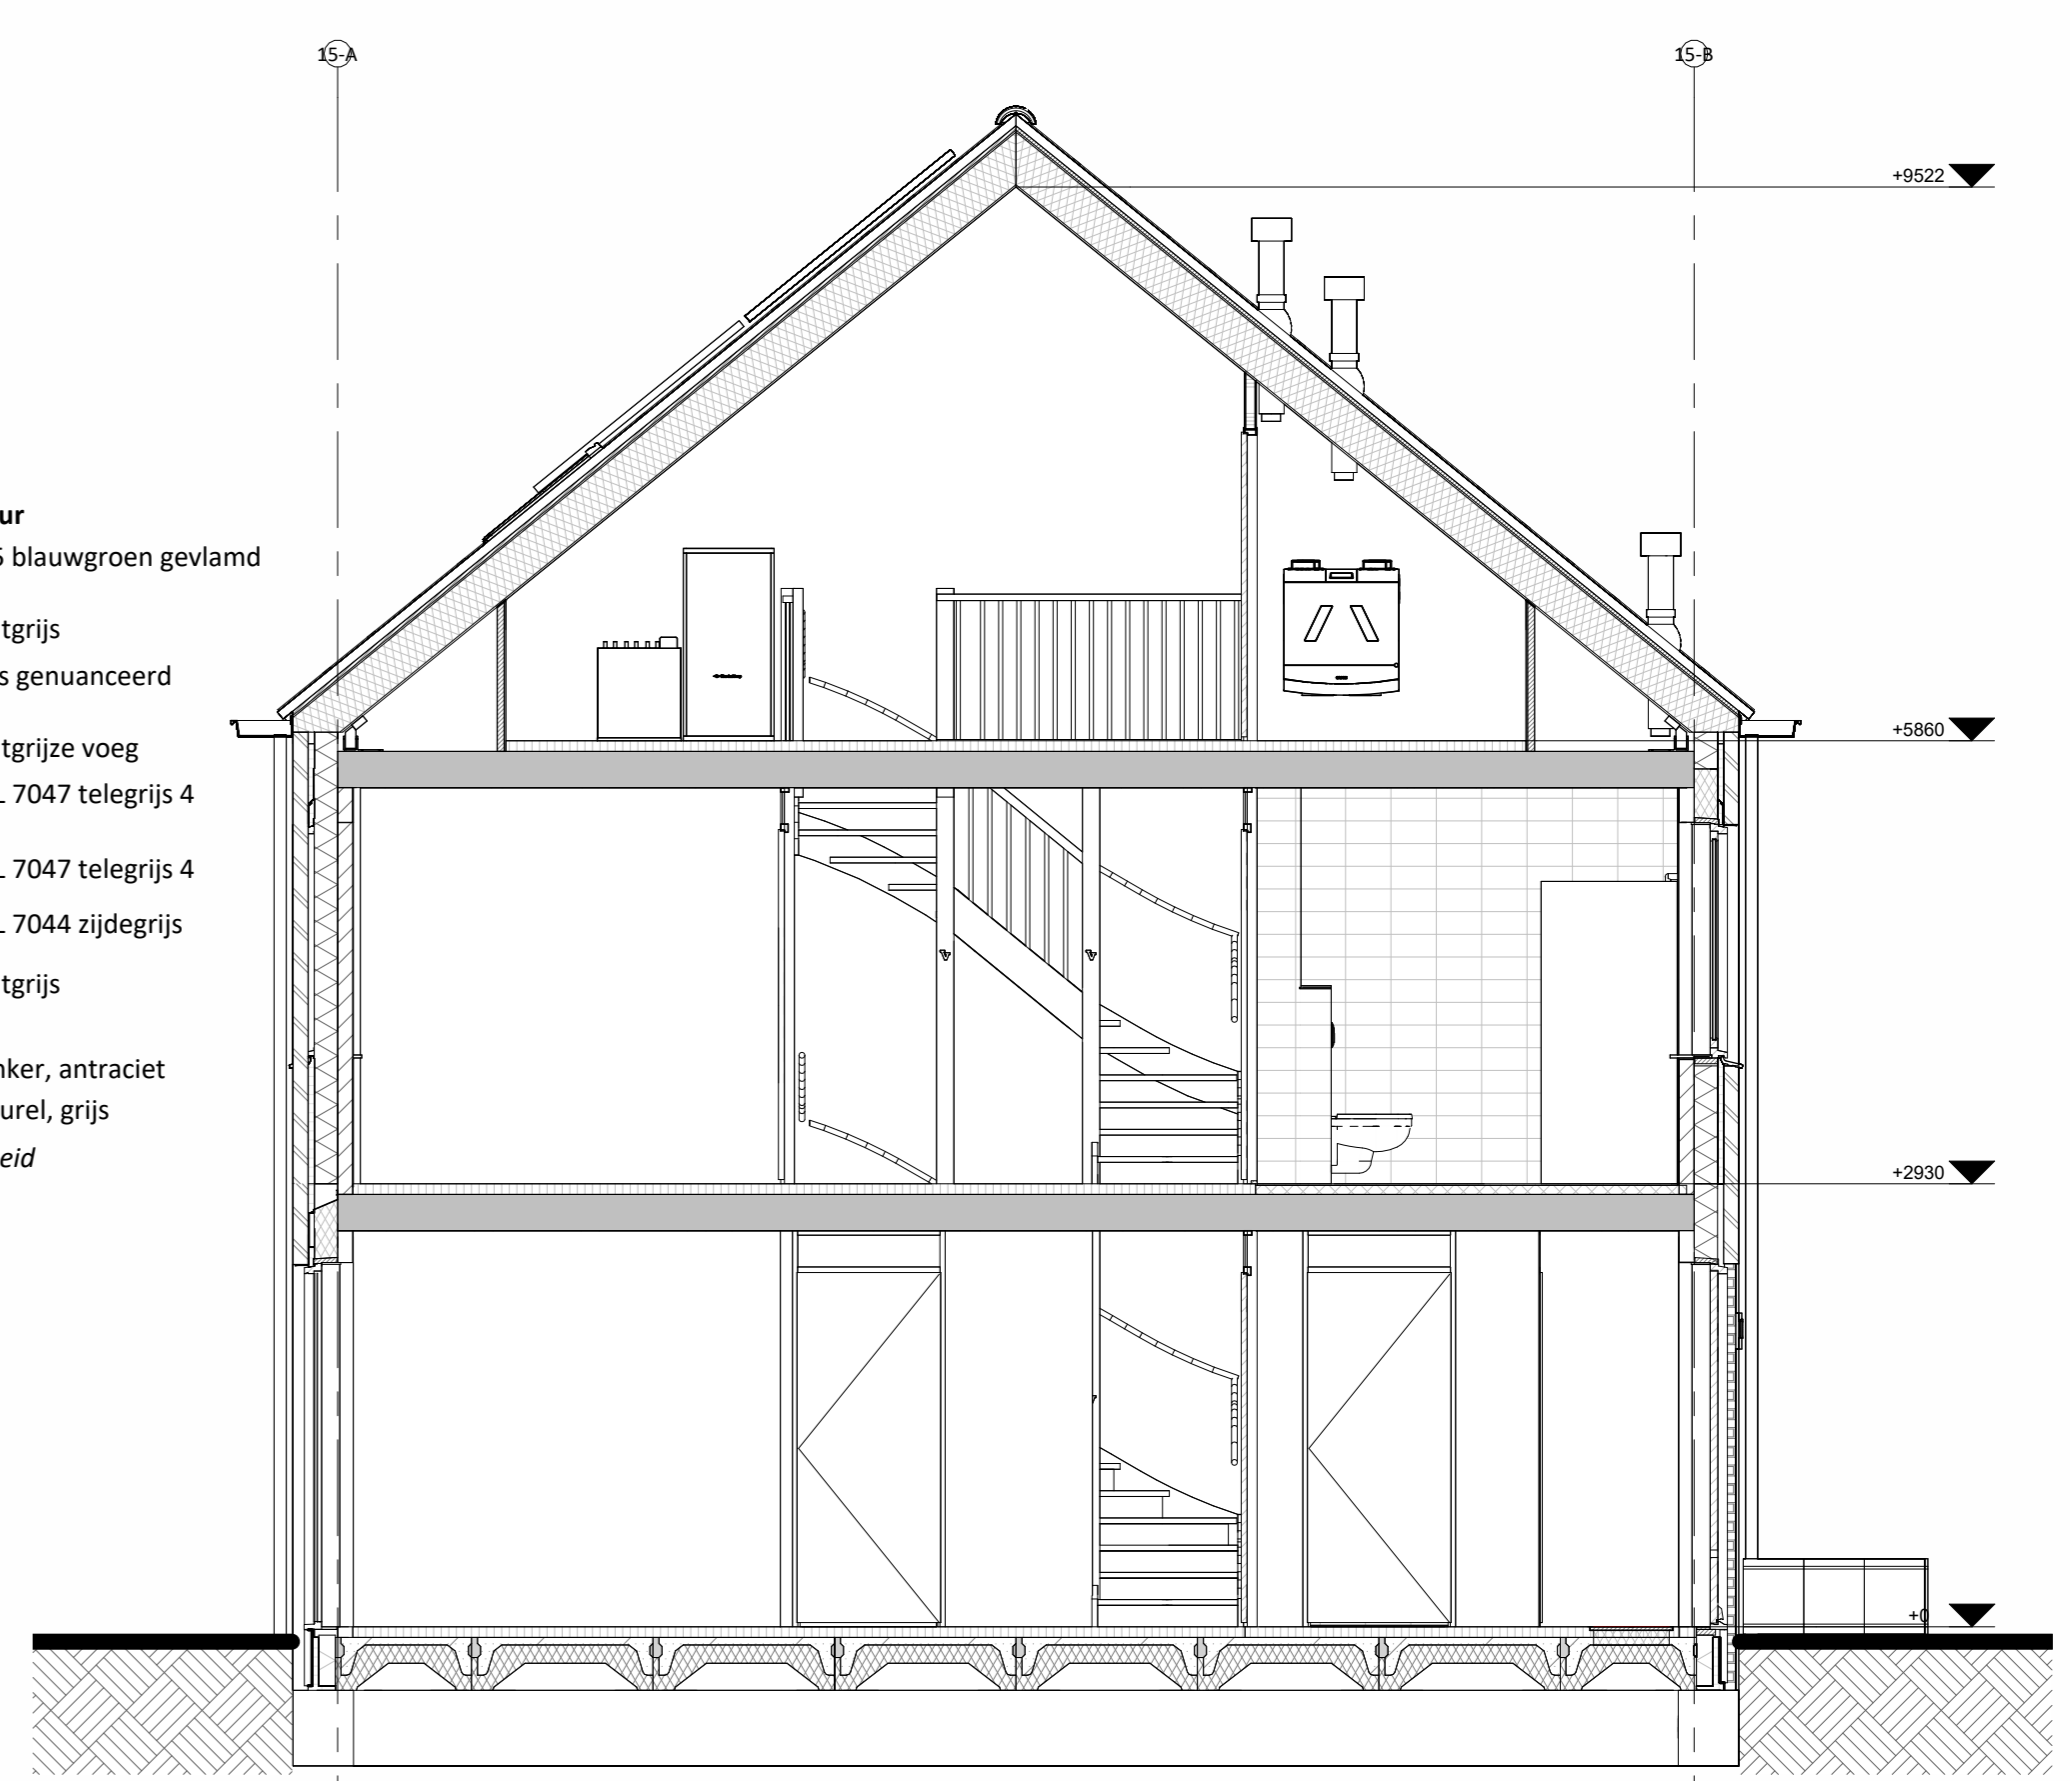 15-A
15-B
+9522
ur
5 blauwgroen gevlamd
tgrijs
s genuanceerd
tgrijze voeg
+5860
L 7047 telegrijs 4
L 7047 telegrijs 4
L 7044 zijdegrijs
tgrijs
nker, antraciet
urel, grijs
eid
+2930
+0